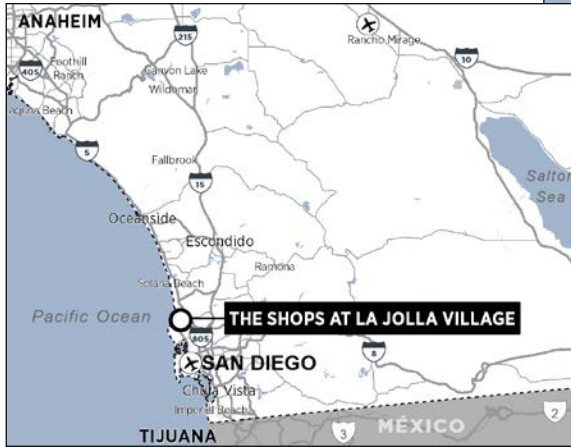 ANAHEIM
215
Rancho Mirage
405
Foothill
Ranch
Canyon Lake
Wildomar
10
Laguna Beach
5
Fallbrook
15
Salton
Sea
Oceanside
Escondido
Ramona
Solana Beach
Pacific Ocean
THE SHOPS AT LA JOLLA VILLAGE
805
8
SAN DIEGO
Chula Vista
Imperial Beach
MÉXICO
2
TIJUANA
3